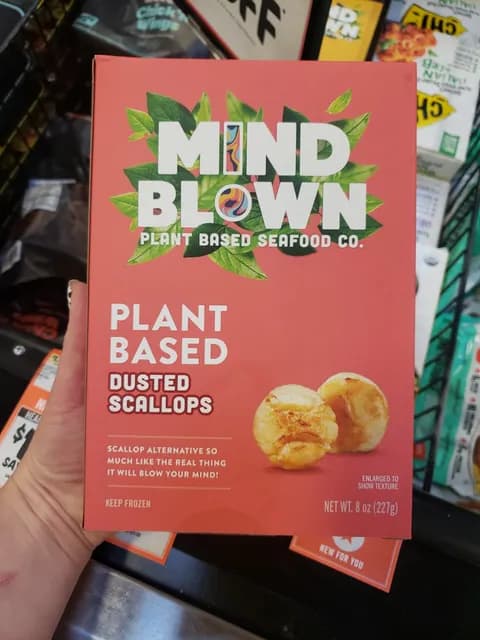 MIND
BLOWN
PLANT BASED SEAFOOD CO.
PLANT
BASED
DUSTED
SCALLOPS
SCALLOP ALTERNATIVE SO
MUCH LIKE THE REAL THING
IT WILL BLOW YOUR MIND!
KEEP FROZEN
ENLARGED TO
SHOW TEXTURE
NET WT. 8 oz (227g)
NEW FOR YOU